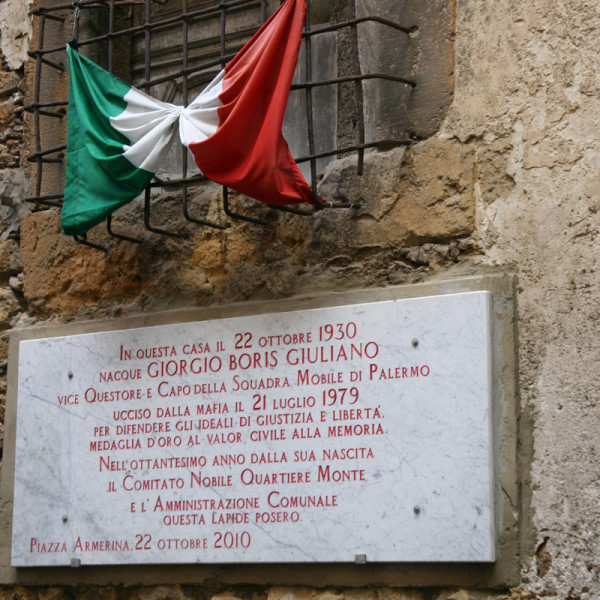 In questa casa il 22 ottobre 1930
nacque Giorgio Boris Giuliano
vice Questore e Capo della Squadra Mobile di Palermo
ucciso dalla mafia il 21 luglio 1979
per difendere gli ideali di giustizia e libertà.
medaglia d'oro al valor civile alla memoria.
Nell'ottantesimo anno dalla sua nascita
il Comitato Nobile Quartiere Monte
e l'Amministrazione Comunale
questa lapide posero.
Piazza Armerina, 22 ottobre 2010